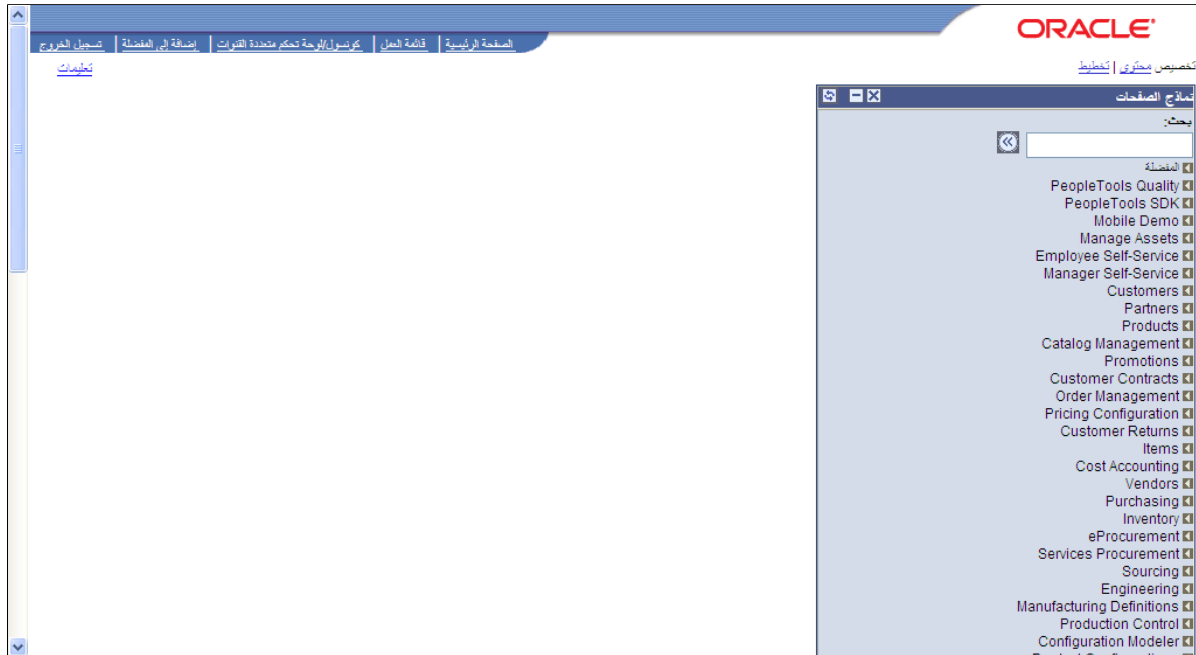 ORACLE
الصفحة الرئيسية | قائمة العمل | كونسول/لوحة تحكم متعددة القنوات | إضافة إلى المفضلة | تسجيل الخروج
تخصيص محتوى | تخطيط
تعليمات
نماذج الصفحات
بحث:
المفضلة
PeopleTools Quality
PeopleTools SDK
Mobile Demo
Manage Assets
Employee Self-Service
Manager Self-Service
Customers
Partners
Products
Catalog Management
Promotions
Customer Contracts
Order Management
Pricing Configuration
Customer Returns
Items
Cost Accounting
Vendors
Purchasing
Inventory
eProcurement
Services Procurement
Sourcing
Engineering
Manufacturing Definitions
Production Control
Configuration Modeler